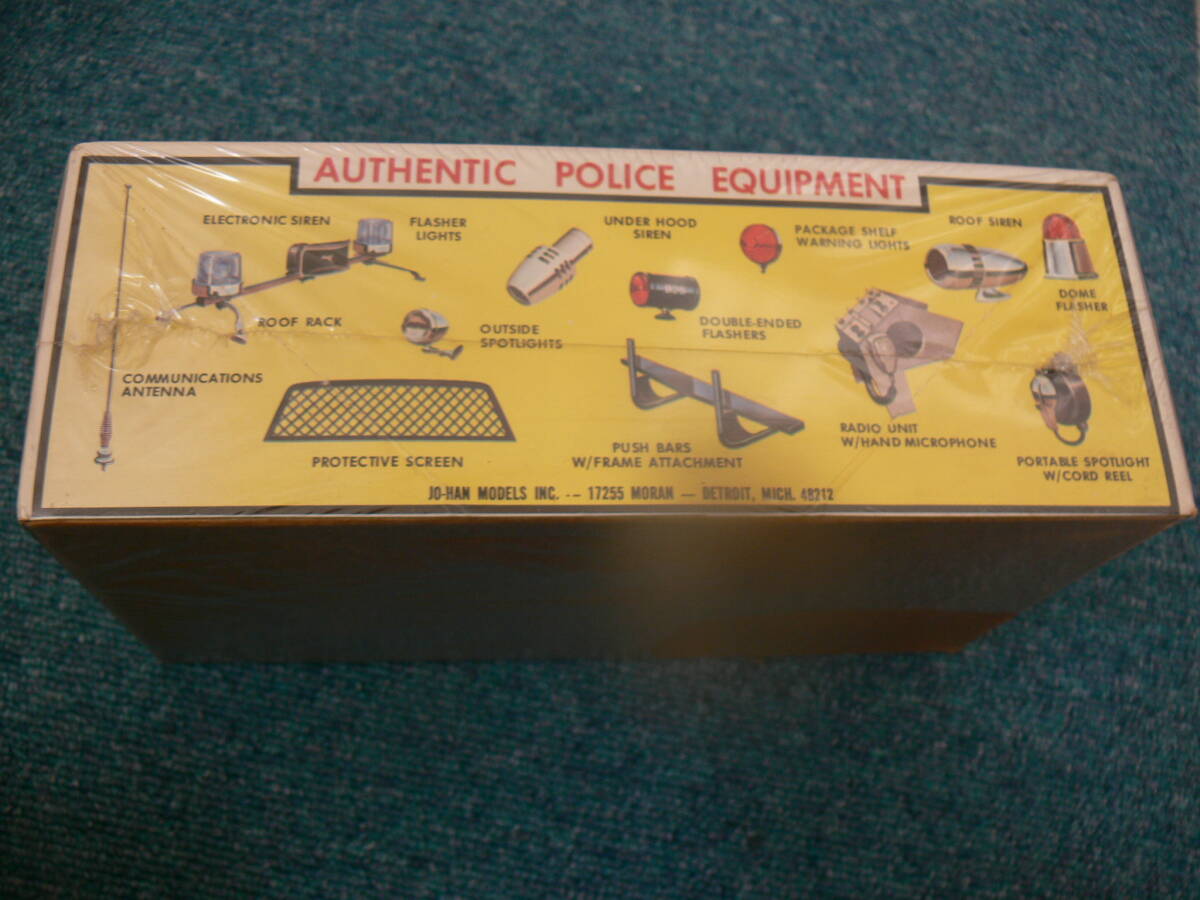 AUTHENTIC POLICE EQUIPMENT
ELECTRONIC SIREN
FLASHER
LIGHTS
UNDER HOOD
SIREN
PACKAGE SHELF
WARNING LIGHTS
ROOF SIREN
DOME
FLASHER
ROOF RACK
OUTSIDE
SPOTLIGHTS
DOUBLE-ENDED
FLASHERS
COMMUNICATIONS
ANTENNA
PROTECTIVE SCREEN
PUSH BARS
W/FRAME ATTACHMENT
RADIO UNIT
W/HAND MICROPHONE
PORTABLE SPOTLIGHT
W/CORD REEL
JO-HAN MODELS INC. -- 17255 MORAN — DETROIT, MICH. 48212